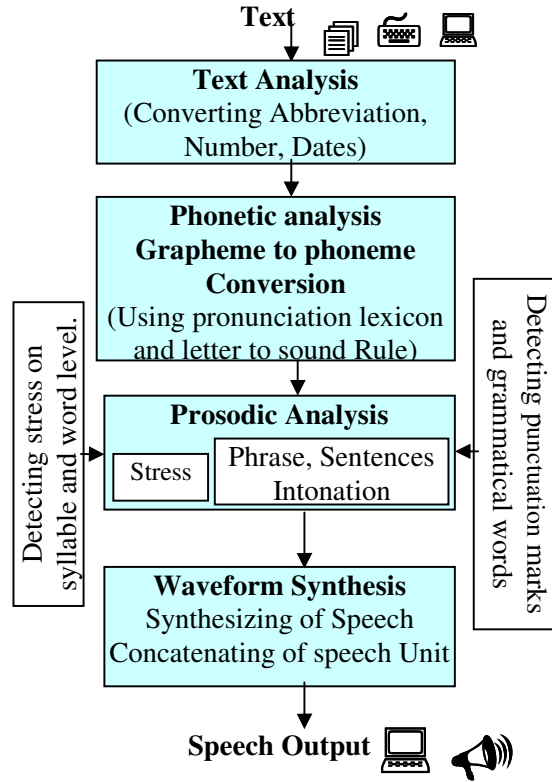 Text
Text Analysis
(Converting Abbreviation,
Number, Dates)
Phonetic analysis
Grapheme to phoneme
Conversion
(Using pronunciation lexicon
and letter to sound Rule)
Detecting stress on
syllable and word level.
Prosodic Analysis
Stress
Phrase, Sentences
Intonation
Detecting punctuation marks
and grammatical words
Waveform Synthesis
Synthesizing of Speech
Concatenating of speech Unit
Speech Output